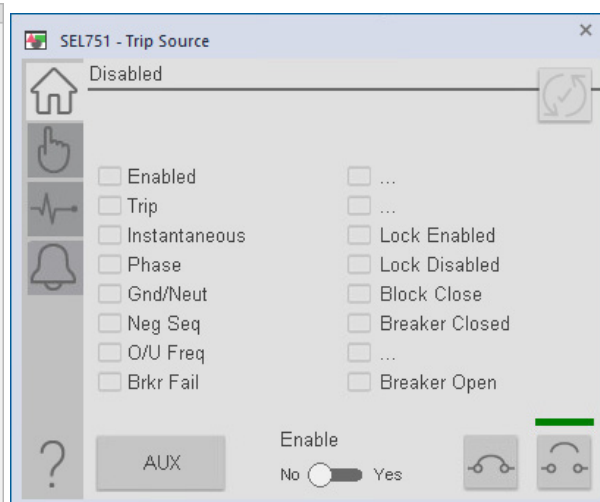 SEL751 - Trip Source
Disabled
Enabled
Trip
Instantaneous
Phase
Gnd/Neut
Neg Seq
O/U Freq
Brkr Fail
...
...
Lock Enabled
Lock Disabled
Block Close
Breaker Closed
...
Breaker Open
?
AUX
Enable
No Yes